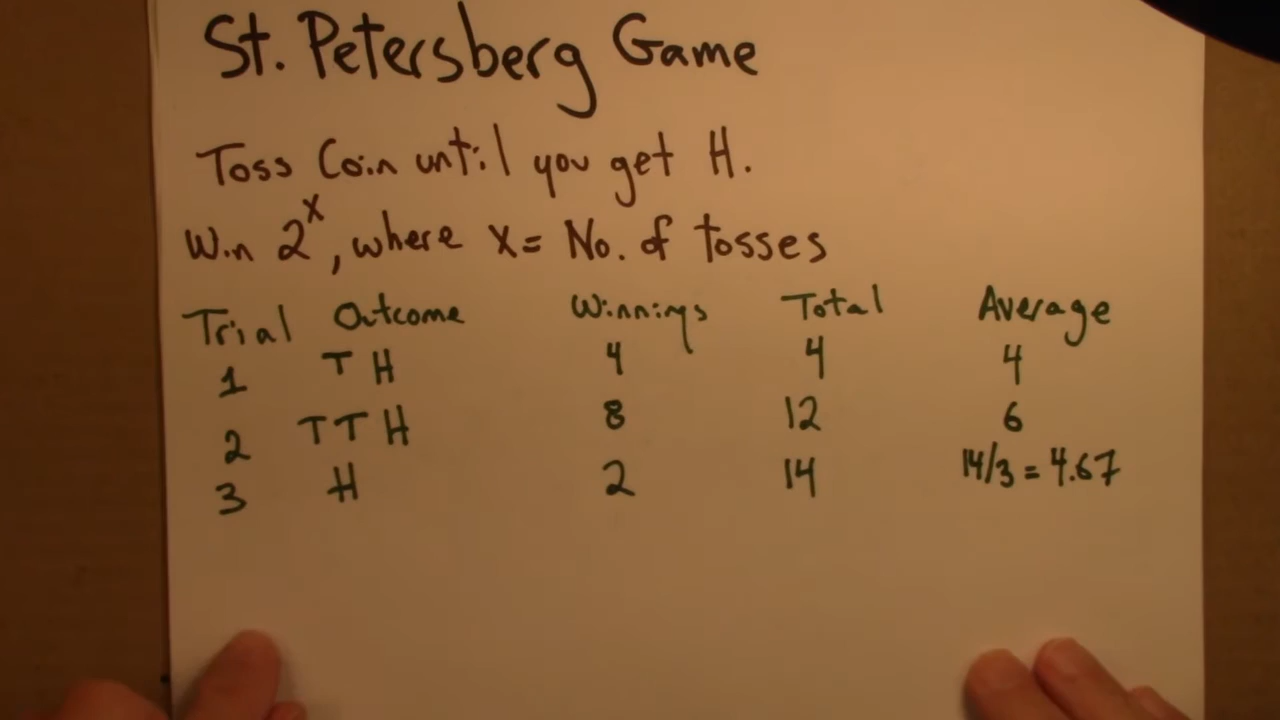 St. Petersberg Game
Toss Coin until you get H.
Win 2^x, where x = No. of tosses
Trial Outcome Winnings Total Average
1 T H 4 4 4
2 T T H 8 12 6
3 H 2 14 14/3 = 4.67